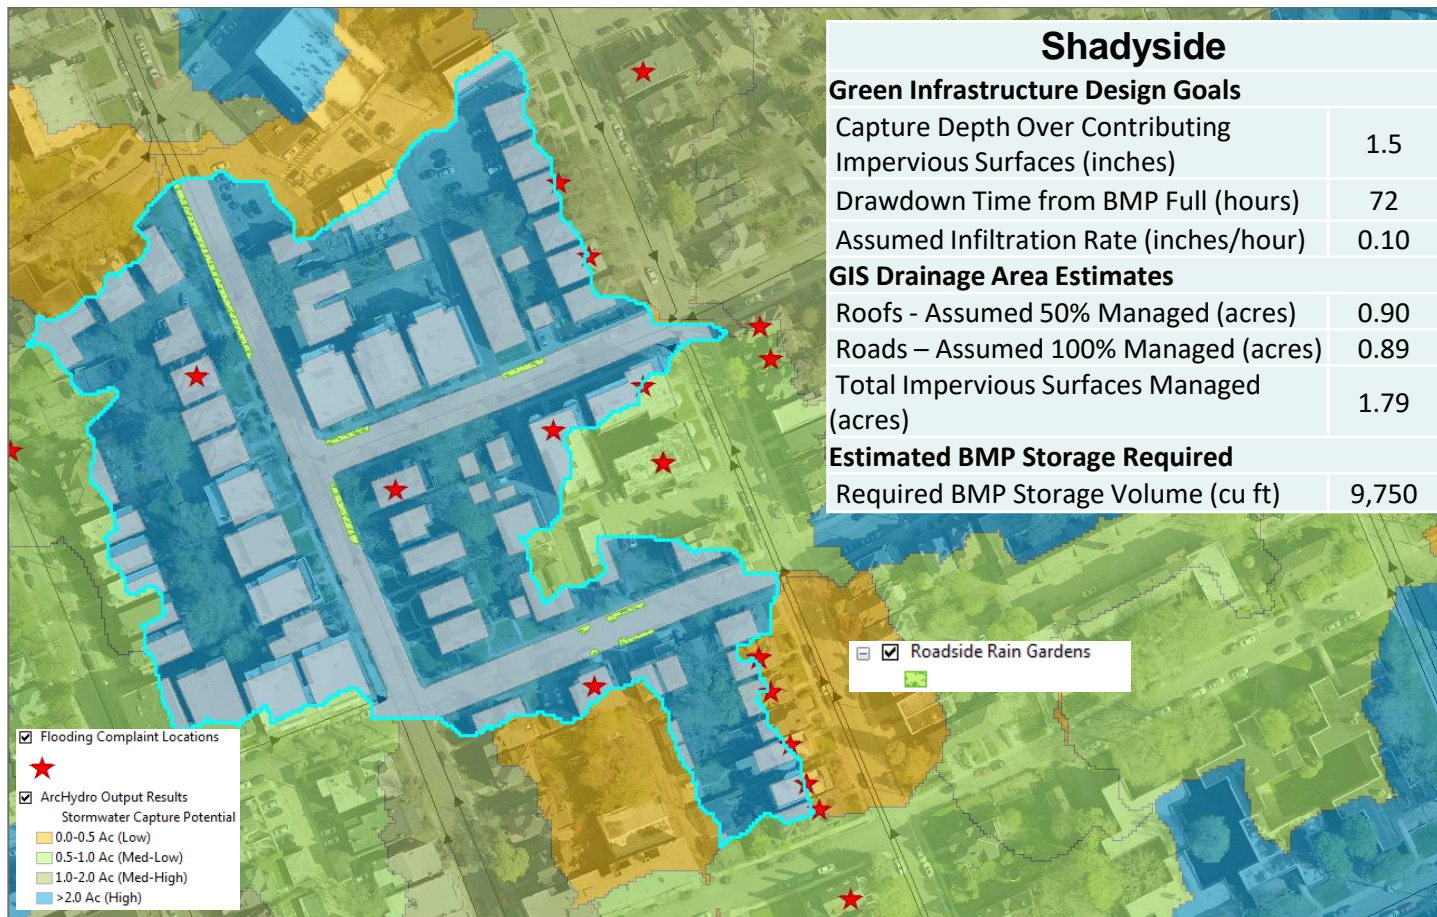 Shadyside
Green Infrastructure Design Goals
Capture Depth Over Contributing
Impervious Surfaces (inches)
1.5
Drawdown Time from BMP Full (hours)
72
Assumed Infiltration Rate (inches/hour)
0.10
GIS Drainage Area Estimates
Roofs - Assumed 50% Managed (acres)
0.90
Roads – Assumed 100% Managed (acres)
0.89
Total Impervious Surfaces Managed
(acres)
1.79
Estimated BMP Storage Required
Required BMP Storage Volume (cu ft)
9,750
Roadside Rain Gardens
Flooding Complaint Locations
ArcHydro Output Results
Stormwater Capture Potential
0.0-0.5 Ac (Low)
0.5-1.0 Ac (Med-Low)
1.0-2.0 Ac (Med-High)
>2.0 Ac (High)